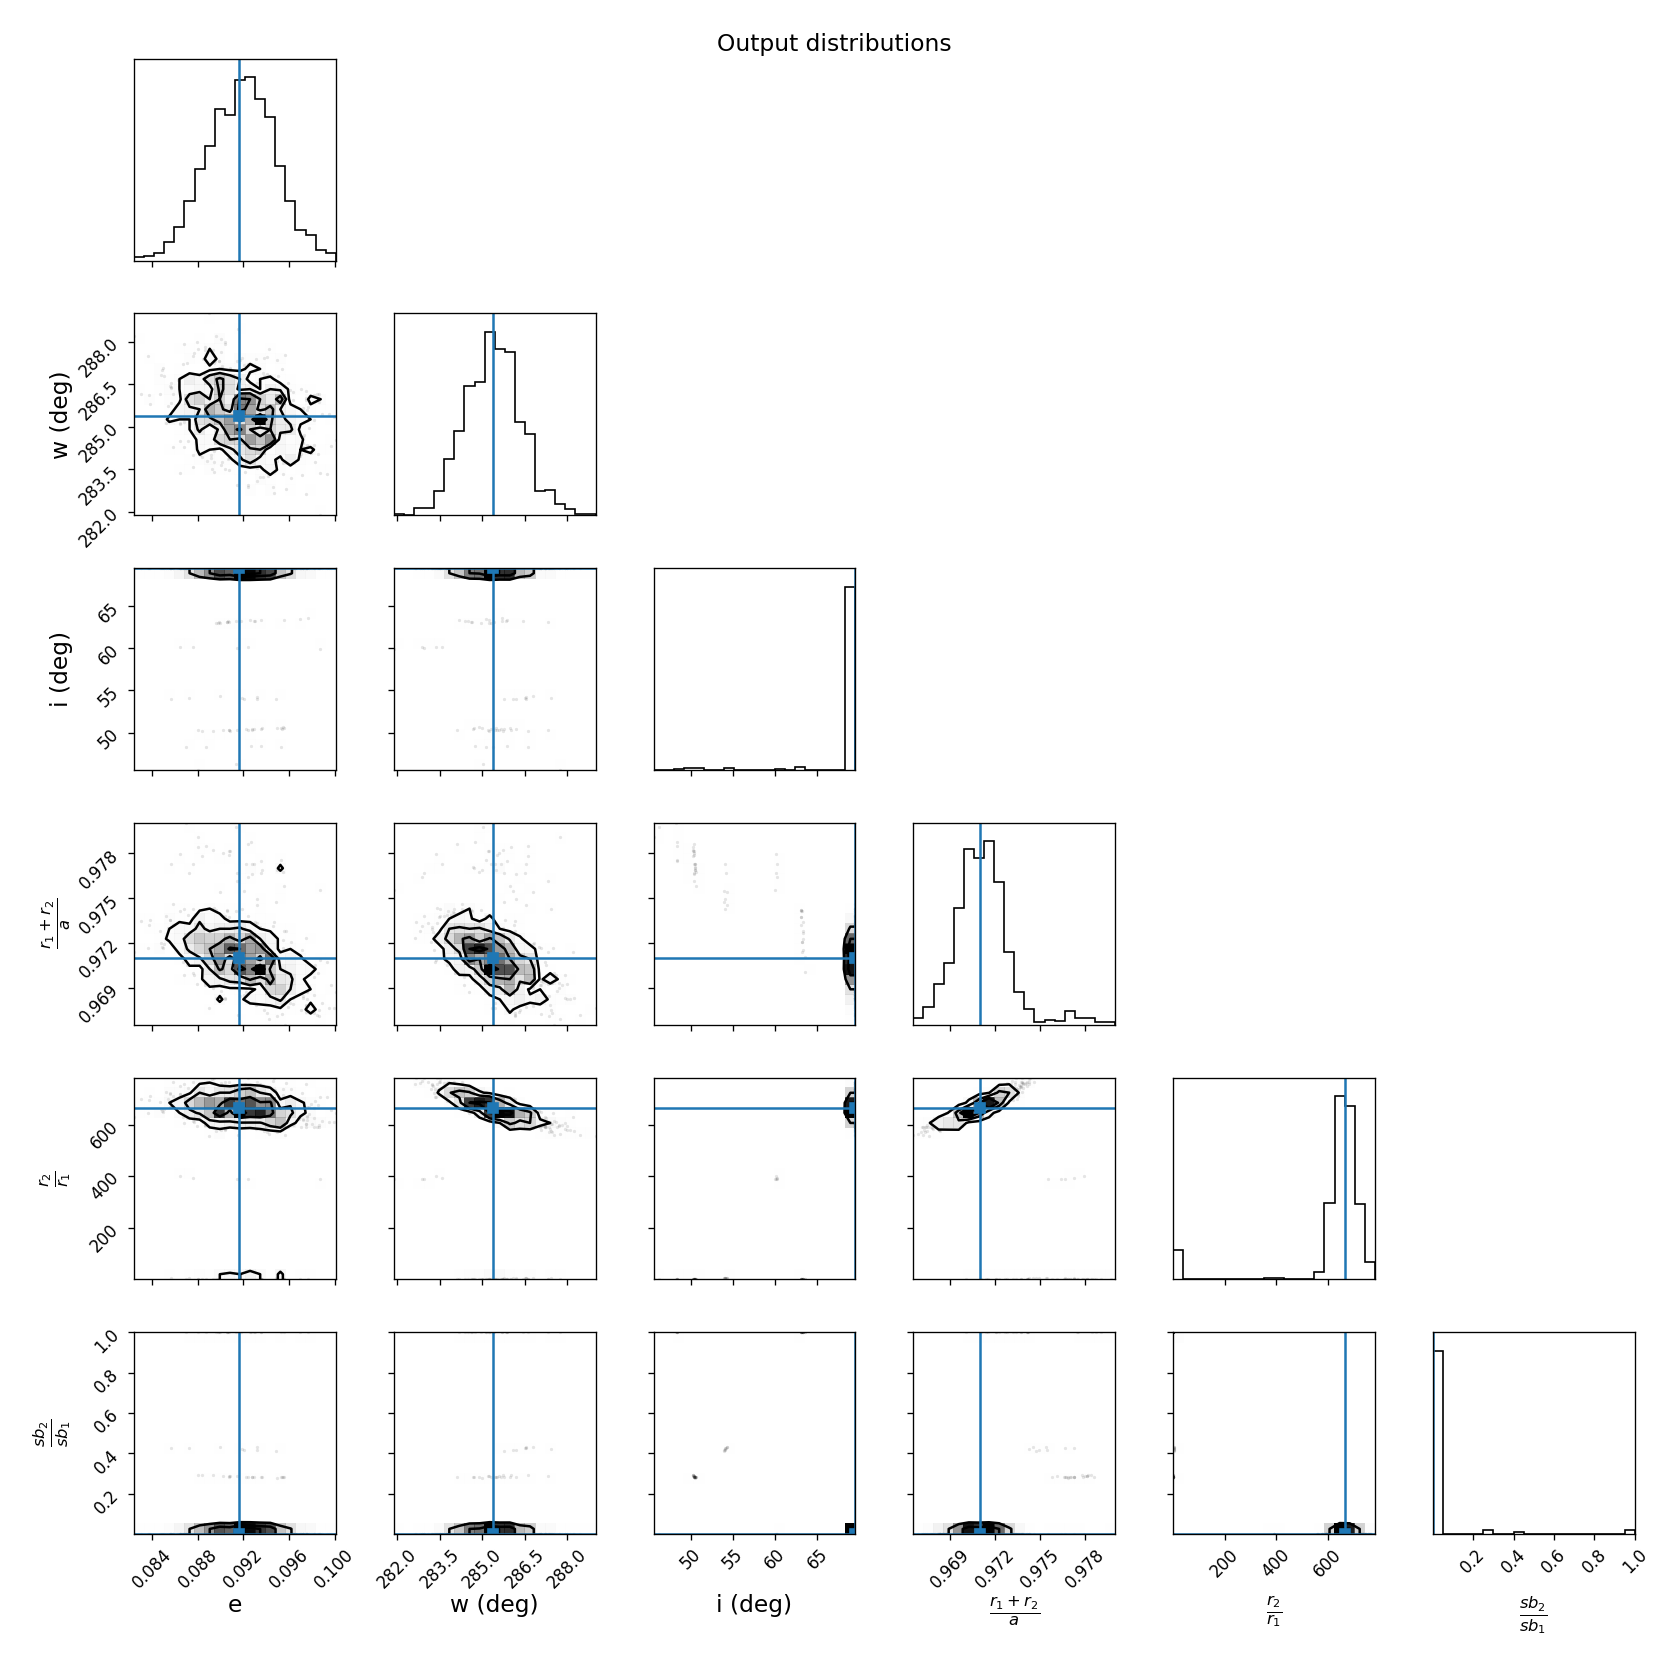 Output distributions
w (deg)
288.0
286.5
285.0
283.5
282.0
i (deg)
65
60
55
50
r₁ + r₂
a
0.978
0.975
0.972
0.969
r₂
r₁
600
400
200
sb₂
sb₁
1.0
0.8
0.6
0.4
0.2
0.084 0.088 0.092 0.096 0.100
282.0 283.5 285.0 286.5 288.0
50 55 60 65
0.969 0.972 0.975 0.978
200 400 600
0.2 0.4 0.6 0.8 1.0
e
w (deg)
i (deg)
r₁ + r₂
a
r₂
r₁
sb₂
sb₁